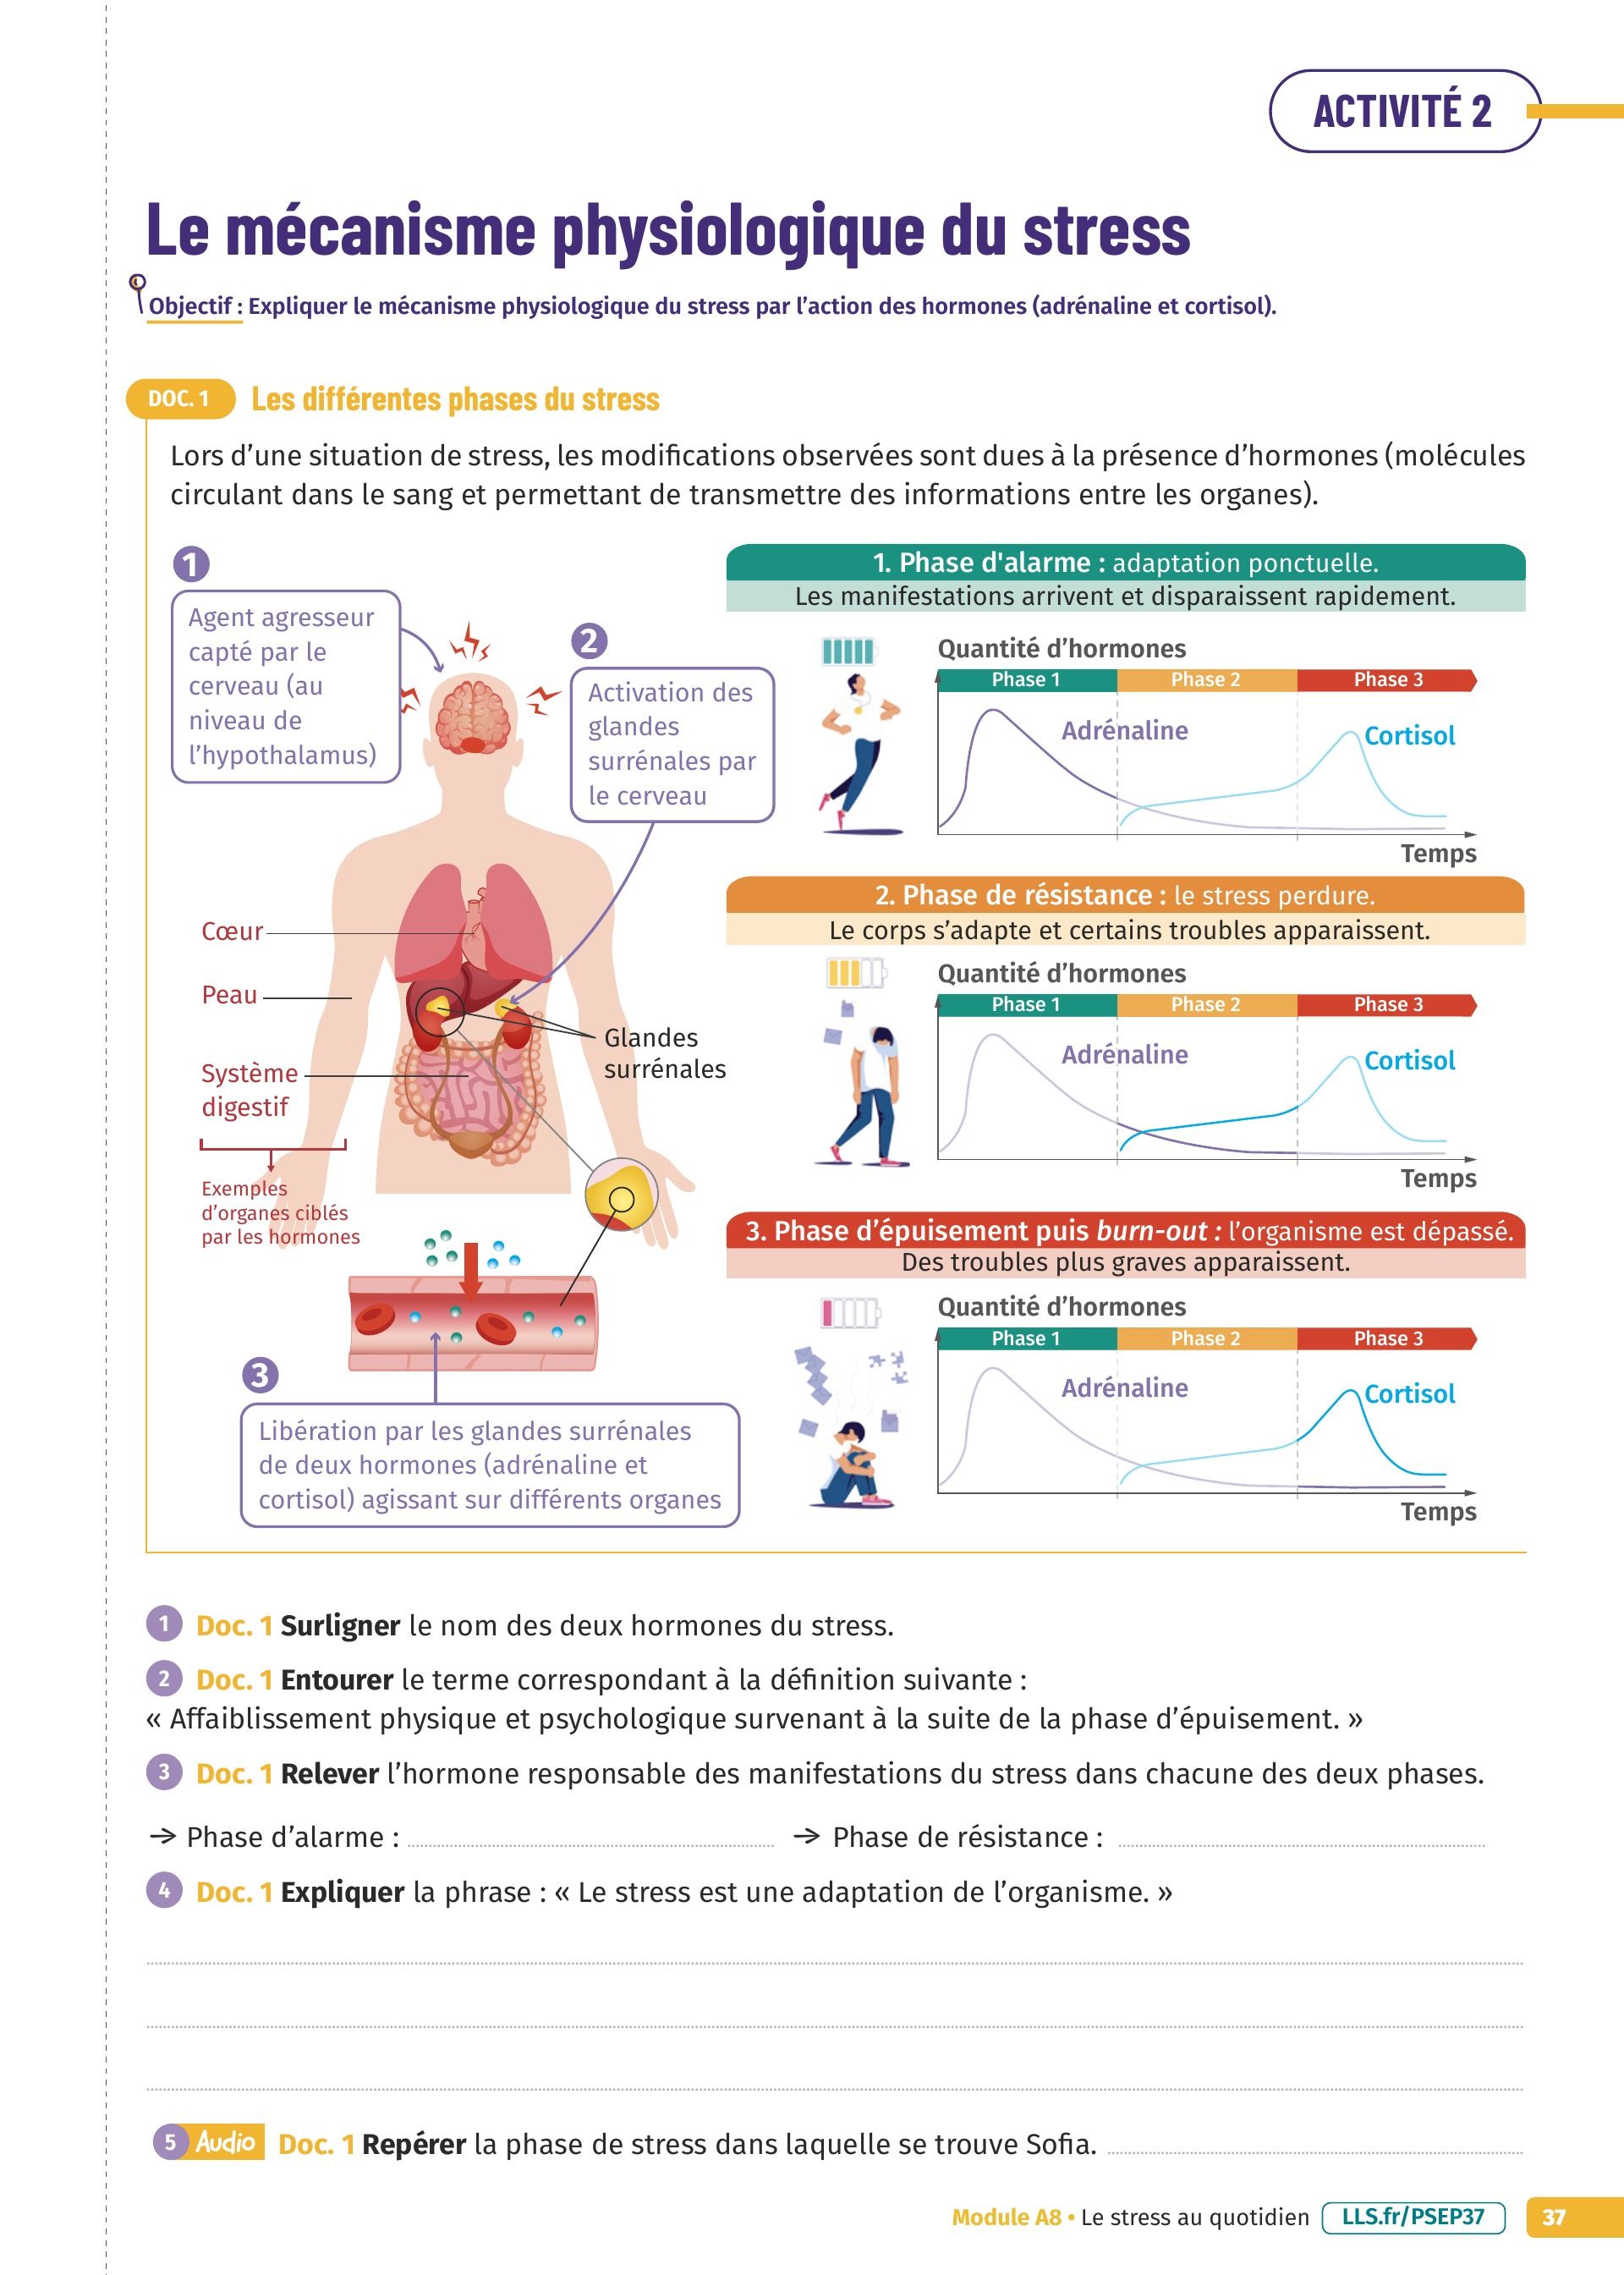 ACTIVITÉ 2
Le mécanisme physiologique du stress
Objectif : Expliquer le mécanisme physiologique du stress par l’action des hormones (adrénaline et cortisol).
DOC. 1 Les différentes phases du stress
Lors d’une situation de stress, les modifications observées sont dues à la présence d’hormones (molécules
circulant dans le sang et permettant de transmettre des informations entre les organes).
1
Agent agresseur
capté par le
cerveau (au
niveau de
l’hypothalamus)
2
Activation des
glandes
surrénales par
le cerveau
Cœur
Peau
Système
digestif
Glandes
surrénales
Exemples
d’organes ciblés
par les hormones
3
Libération par les glandes surrénales
de deux hormones (adrénaline et
cortisol) agissant sur différents organes
1. Phase d'alarme : adaptation ponctuelle.
Les manifestations arrivent et disparaissent rapidement.
Quantité d’hormones
Phase 1 Phase 2 Phase 3
Adrénaline Cortisol
Temps
2. Phase de résistance : le stress perdure.
Le corps s’adapte et certains troubles apparaissent.
Quantité d’hormones
Phase 1 Phase 2 Phase 3
Adrénaline Cortisol
Temps
3. Phase d’épuisement puis burn-out : l’organisme est dépassé.
Des troubles plus graves apparaissent.
Quantité d’hormones
Phase 1 Phase 2 Phase 3
Adrénaline Cortisol
Temps
1 Doc. 1 Surligner le nom des deux hormones du stress.
2 Doc. 1 Entourer le terme correspondant à la définition suivante :
« Affaiblissement physique et psychologique survenant à la suite de la phase d’épuisement. »
3 Doc. 1 Relever l’hormone responsable des manifestations du stress dans chacune des deux phases.
→ Phase d’alarme : → Phase de résistance :
4 Doc. 1 Expliquer la phrase : « Le stress est une adaptation de l’organisme. »
5 Audio Doc. 1 Repérer la phase de stress dans laquelle se trouve Sofia.
Module A8 • Le stress au quotidien LLS.fr/PSEP37 37